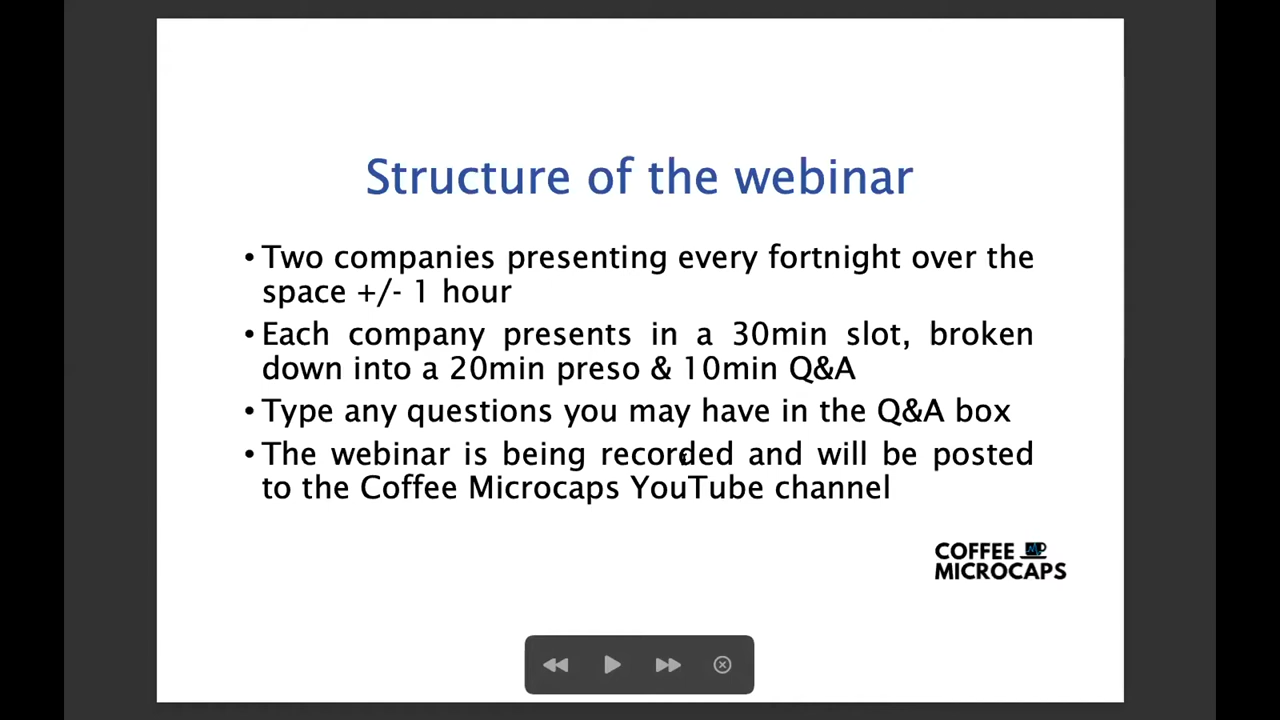 Structure of the webinar
• Two companies presenting every fortnight over the
space +/- 1 hour
• Each company presents in a 30min slot, broken
down into a 20min preso & 10min Q&A
• Type any questions you may have in the Q&A box
• The webinar is being recorded and will be posted
to the Coffee Microcaps YouTube channel
COFFEE
MICROCAPS